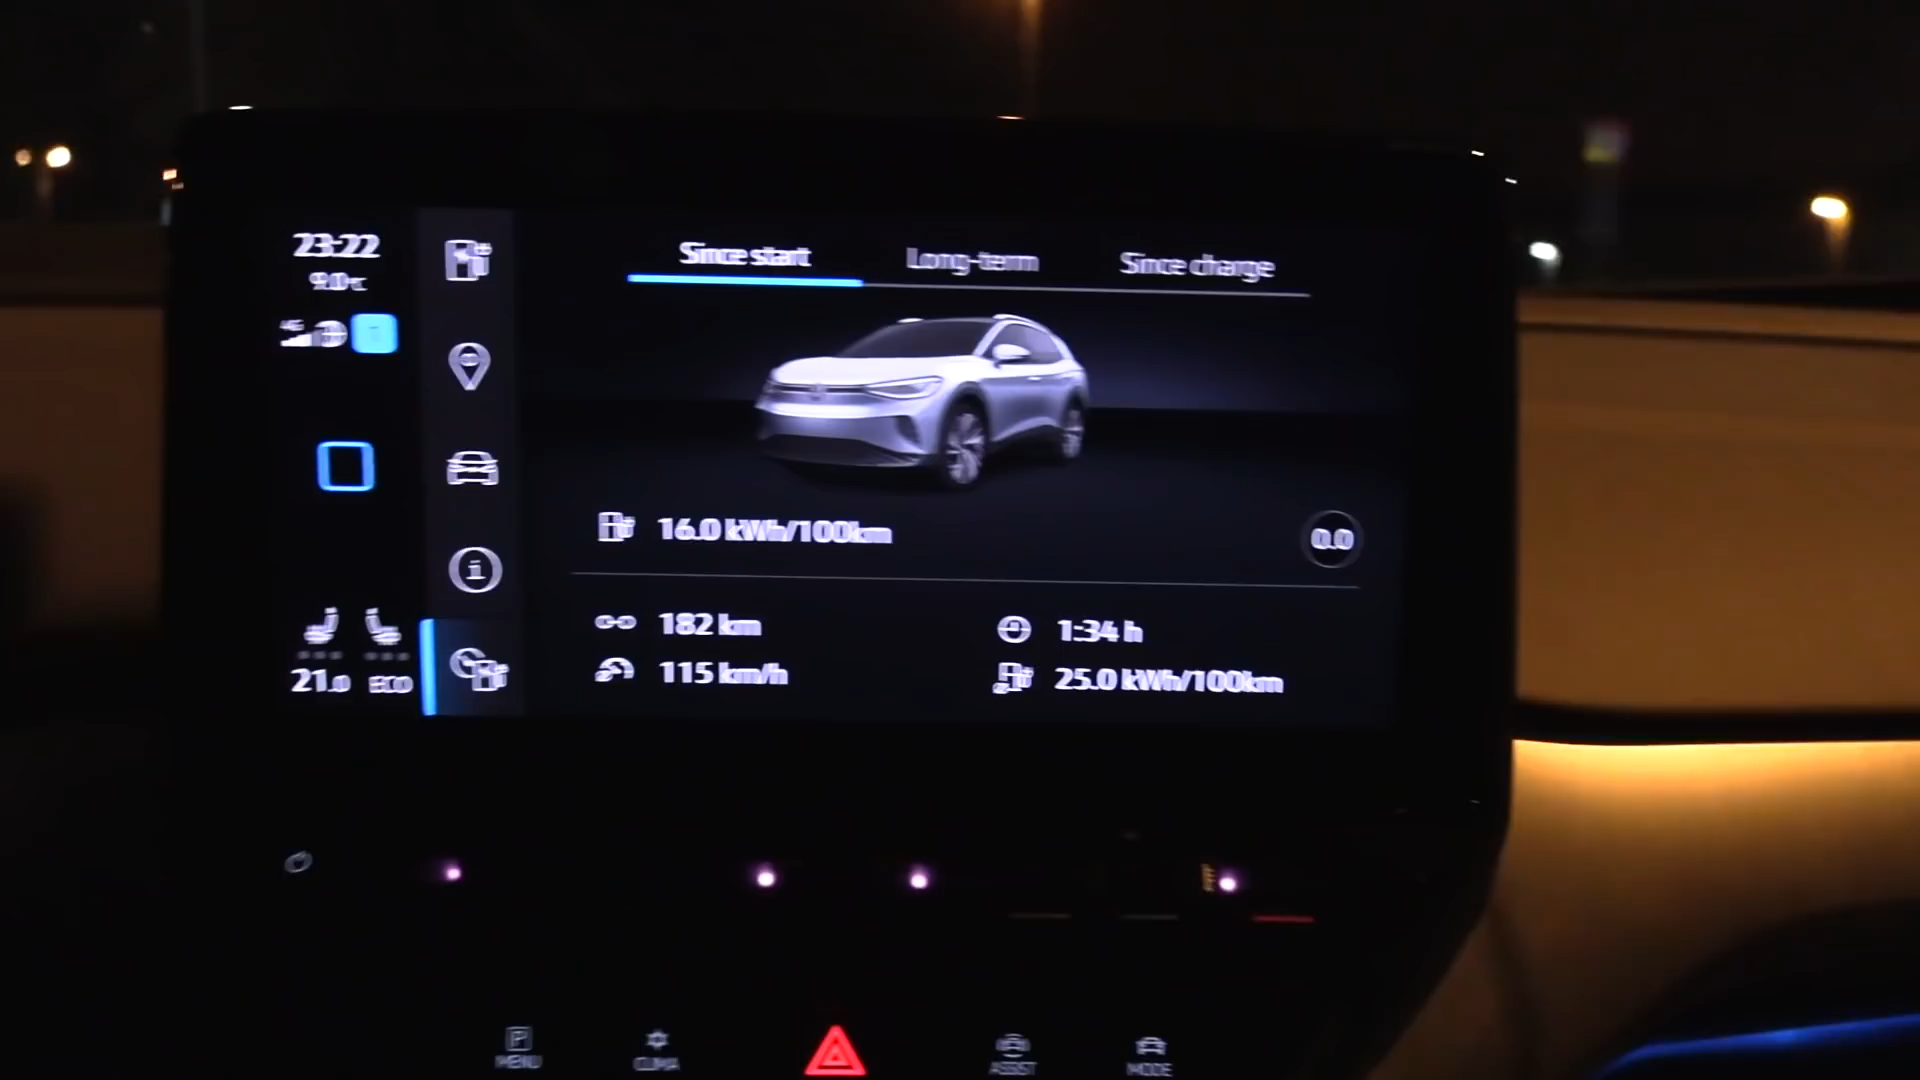 23:22
9.0°C
4G
21.0 ECO
Since start Long-term Since charge
16.0 kWh/100km
0.0
182 km 1:34 h
115 km/h 25.0 kWh/100km
P
MENU CLIMA ASSIST MODE